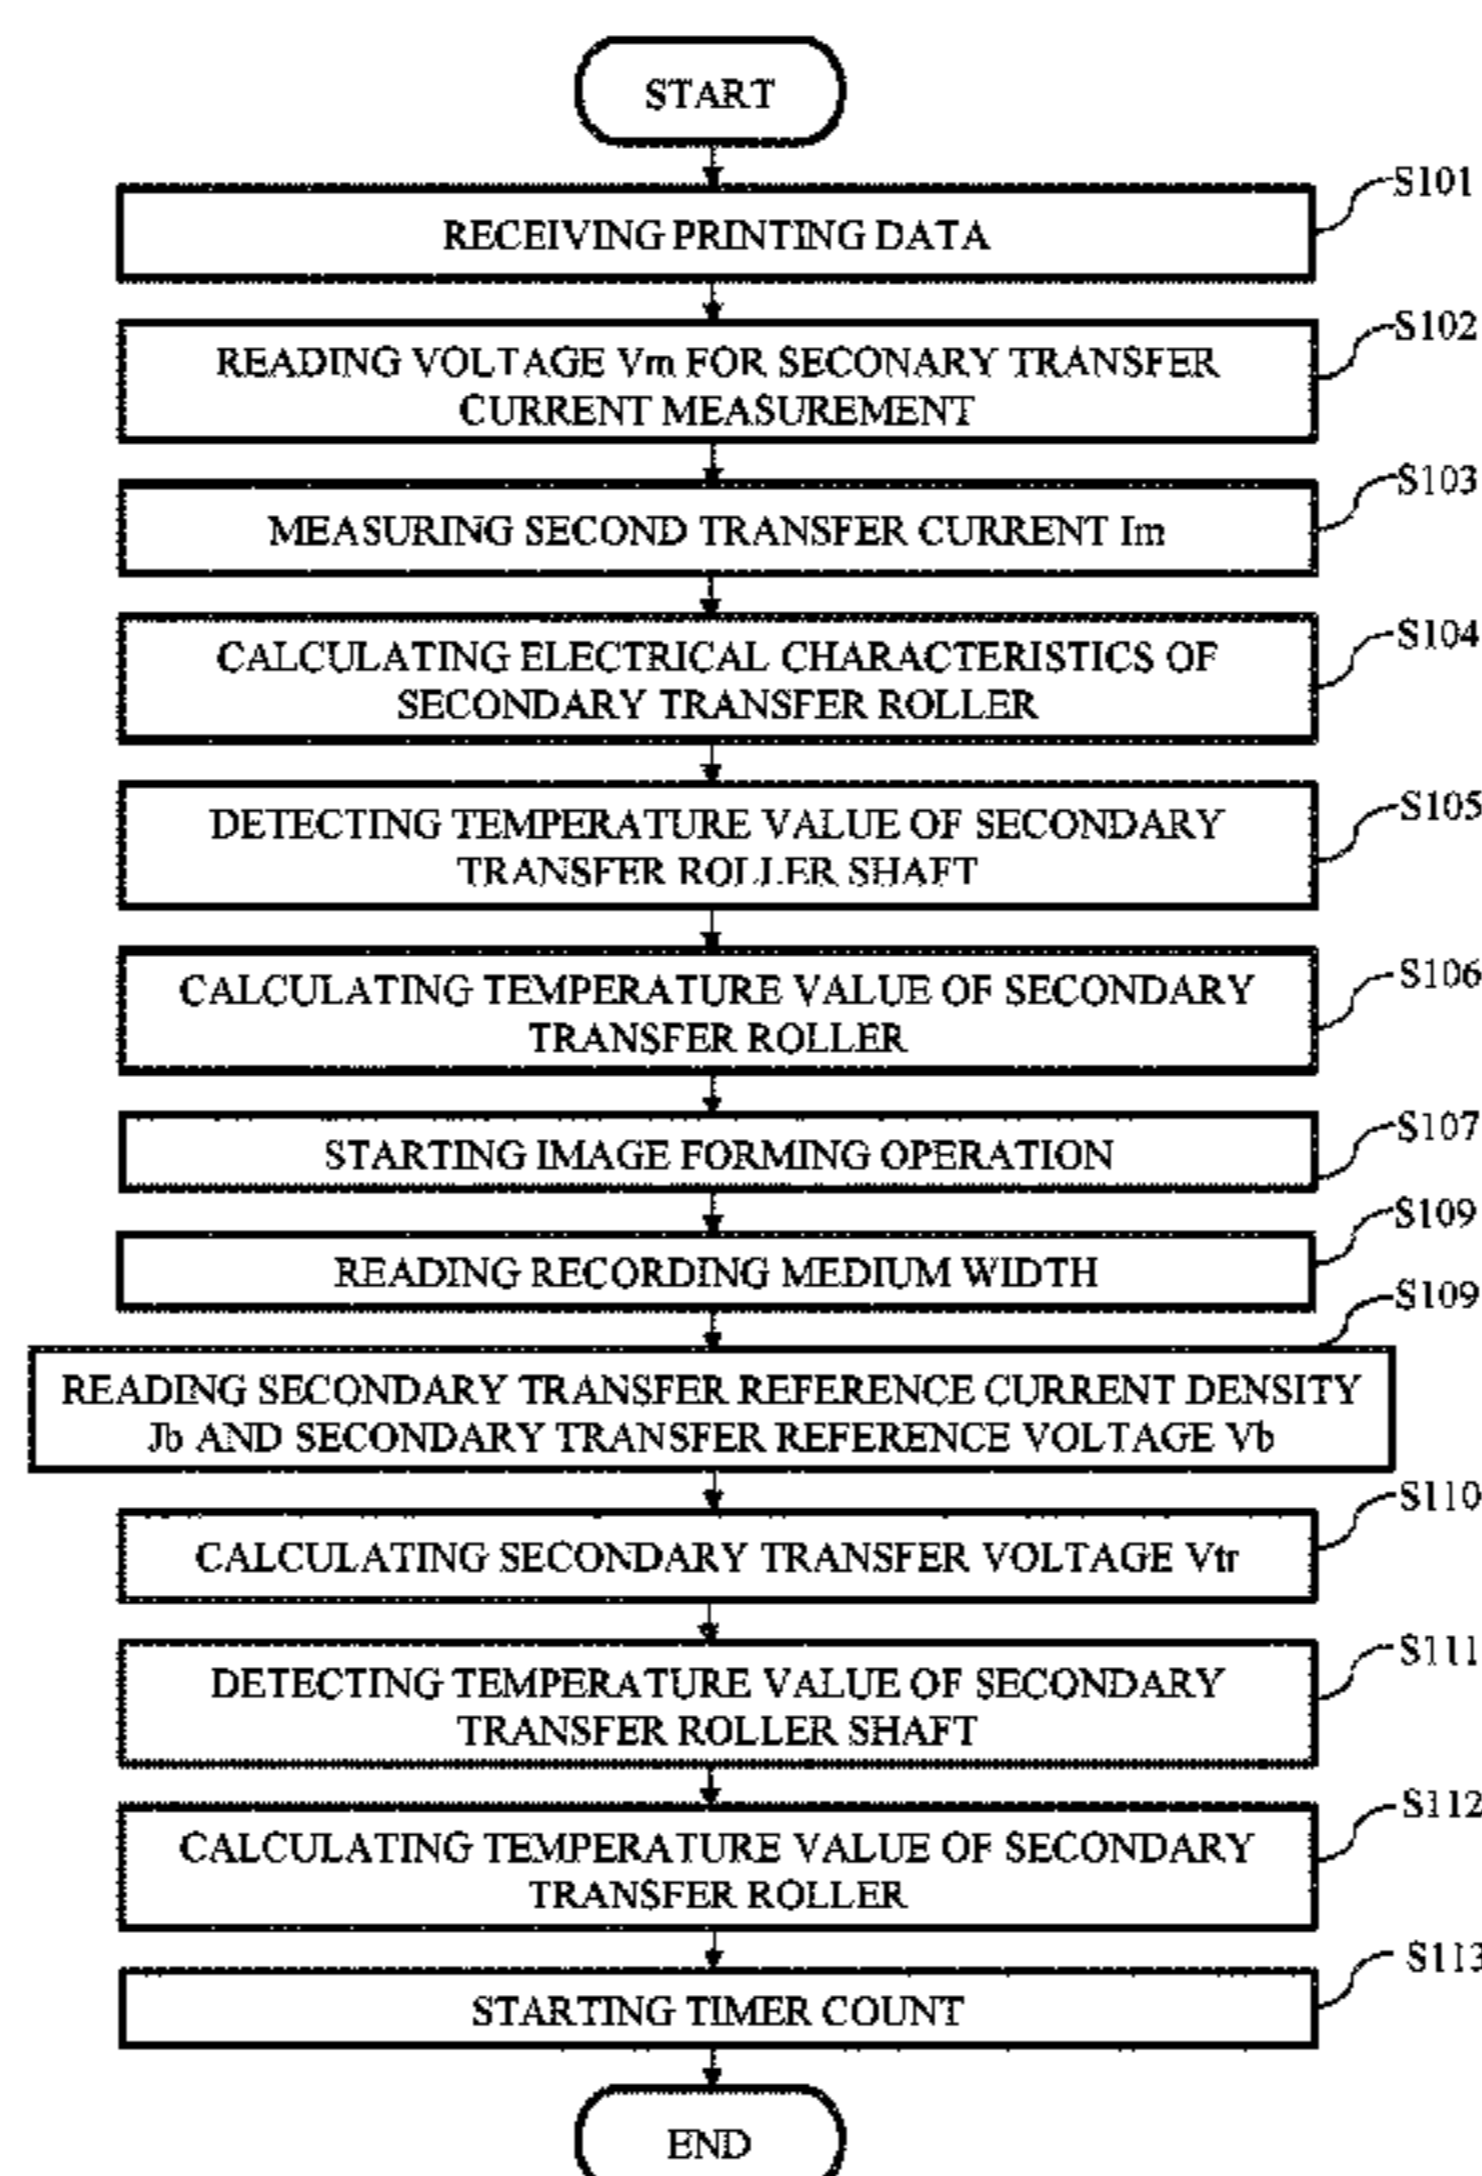 START
S101
RECEIVING PRINTING DATA
S102
READING VOLTAGE Vm FOR SECONARY TRANSFER
CURRENT MEASUREMENT
S103
MEASURING SECOND TRANSFER CURRENT Im
S104
CALCULATING ELECTRICAL CHARACTERISTICS OF
SECONDARY TRANSFER ROLLER
S105
DETECTING TEMPERATURE VALUE OF SECONDARY
TRANSFER ROLLER SHAFT
S106
CALCULATING TEMPERATURE VALUE OF SECONDARY
TRANSFER ROLLER
S107
STARTING IMAGE FORMING OPERATION
S109
READING RECORDING MEDIUM WIDTH
S109
READING SECONDARY TRANSFER REFERENCE CURRENT DENSITY
Jb AND SECONDARY TRANSFER REFERENCE VOLTAGE Vb
S110
CALCULATING SECONDARY TRANSFER VOLTAGE Vtr
S111
DETECTING TEMPERATURE VALUE OF SECONDARY
TRANSFER ROLLER SHAFT
S112
CALCULATING TEMPERATURE VALUE OF SECONDARY
TRANSFER ROLLER
S113
STARTING TIMER COUNT
END